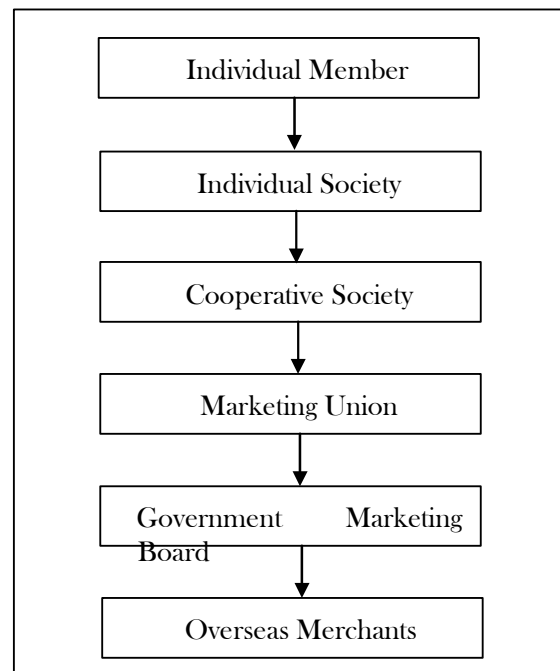 Individual Member
Individual Society
Cooperative Society
Marketing Union
Government Marketing
Board
Overseas Merchants